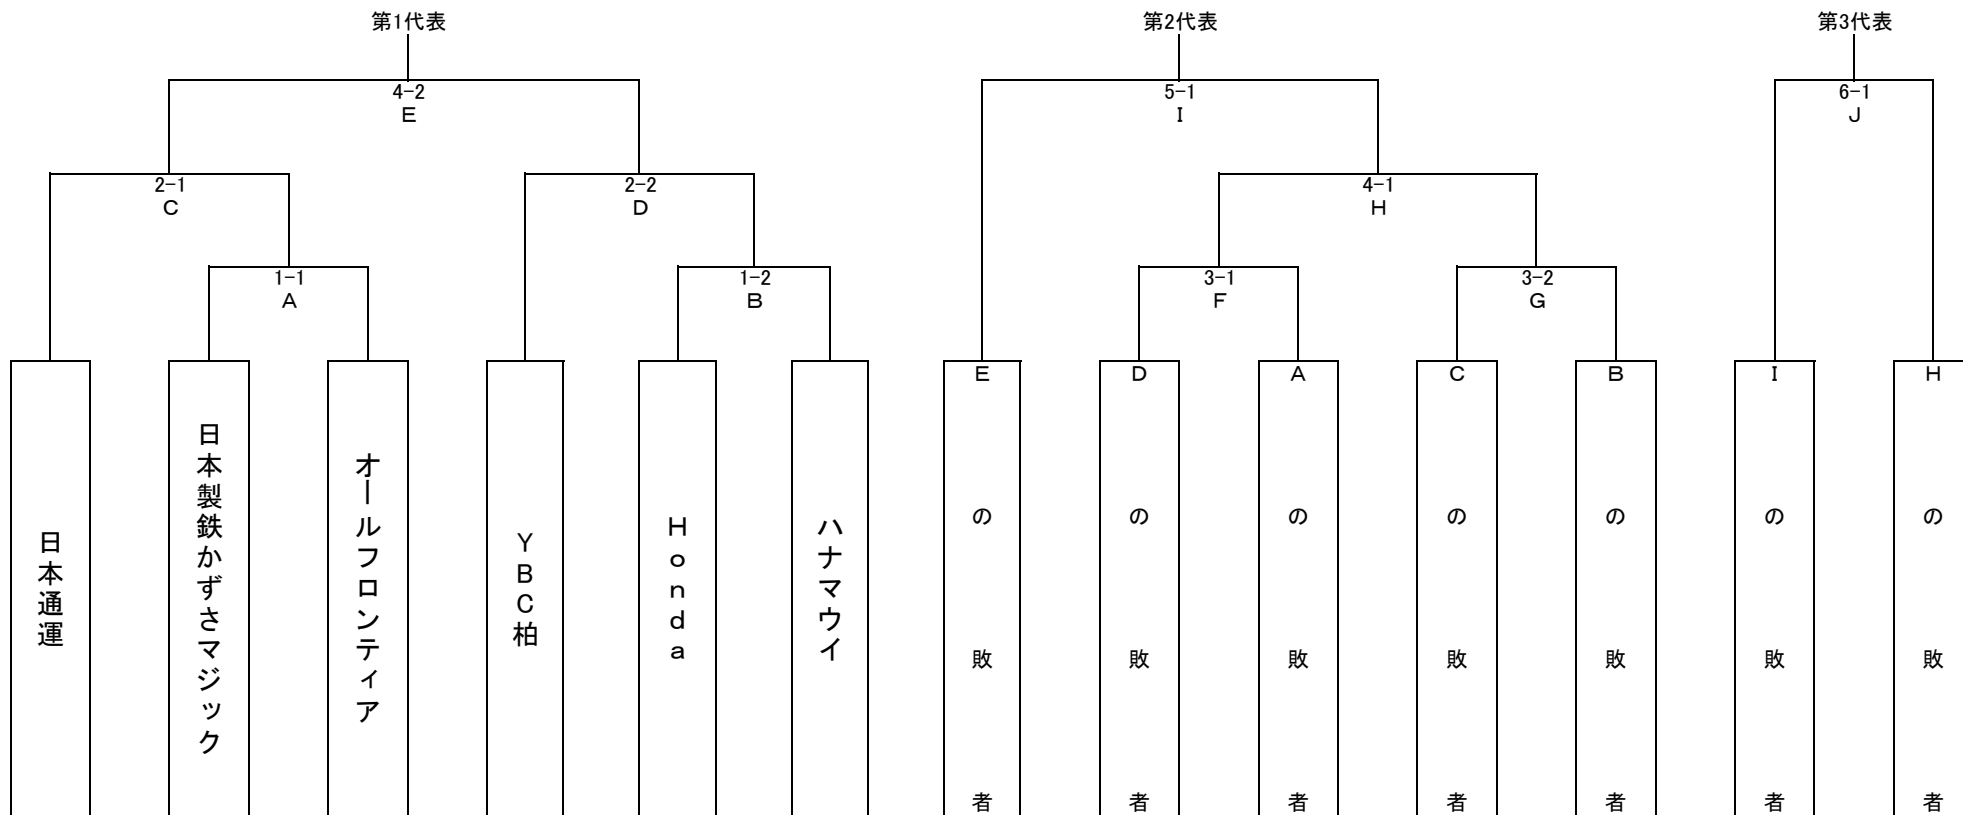 第1代表
第2代表
第3代表
4-2
E
5-1
I
6-1
J
2-1
C
2-2
D
4-1
H
1-1
A
1-2
B
3-1
F
3-2
G
日本通運
日本製鉄かずさマジック
オールフロンティア
YBC柏
Honda
ハナマウイ
Eの敗者
Dの敗者
Aの敗者
Cの敗者
Bの敗者
Iの敗者
Hの敗者